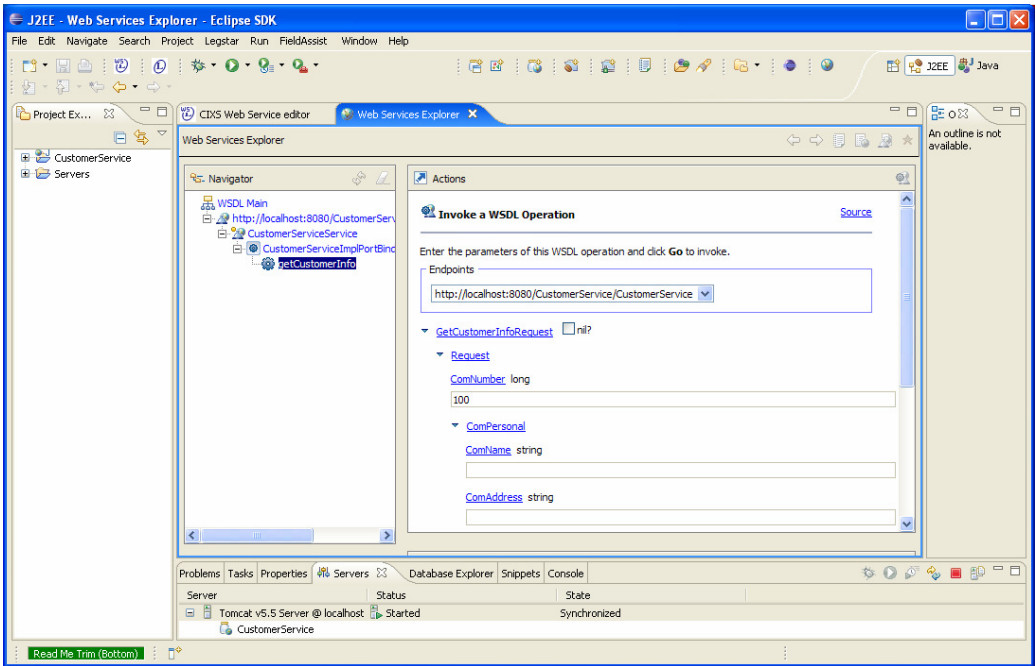 J2EE - Web Services Explorer - Eclipse SDK
File Edit Navigate Search Project Legstar Run FieldAssist Window Help
J2EE Java
Project Ex...
CustomerService
Servers
CIXS Web Service editor
Web Services Explorer
Web Services Explorer
Navigator
WSDL Main
http://localhost:8080/CustomerServ
CustomerServiceService
CustomerServiceImplPortBind
getCustomerInfo
Actions
Invoke a WSDL Operation
Source
Enter the parameters of this WSDL operation and click Go to invoke.
Endpoints
http://localhost:8080/CustomerService/CustomerService
GetCustomerInfoRequest nil?
Request
ComNumber long
100
ComPersonal
ComName string
ComAddress string
An outline is not
available.
Problems Tasks Properties Servers Database Explorer Snippets Console
Server Status State
Tomcat v5.5 Server @ localhost Started Synchronized
CustomerService
Read Me Trim (Bottom)